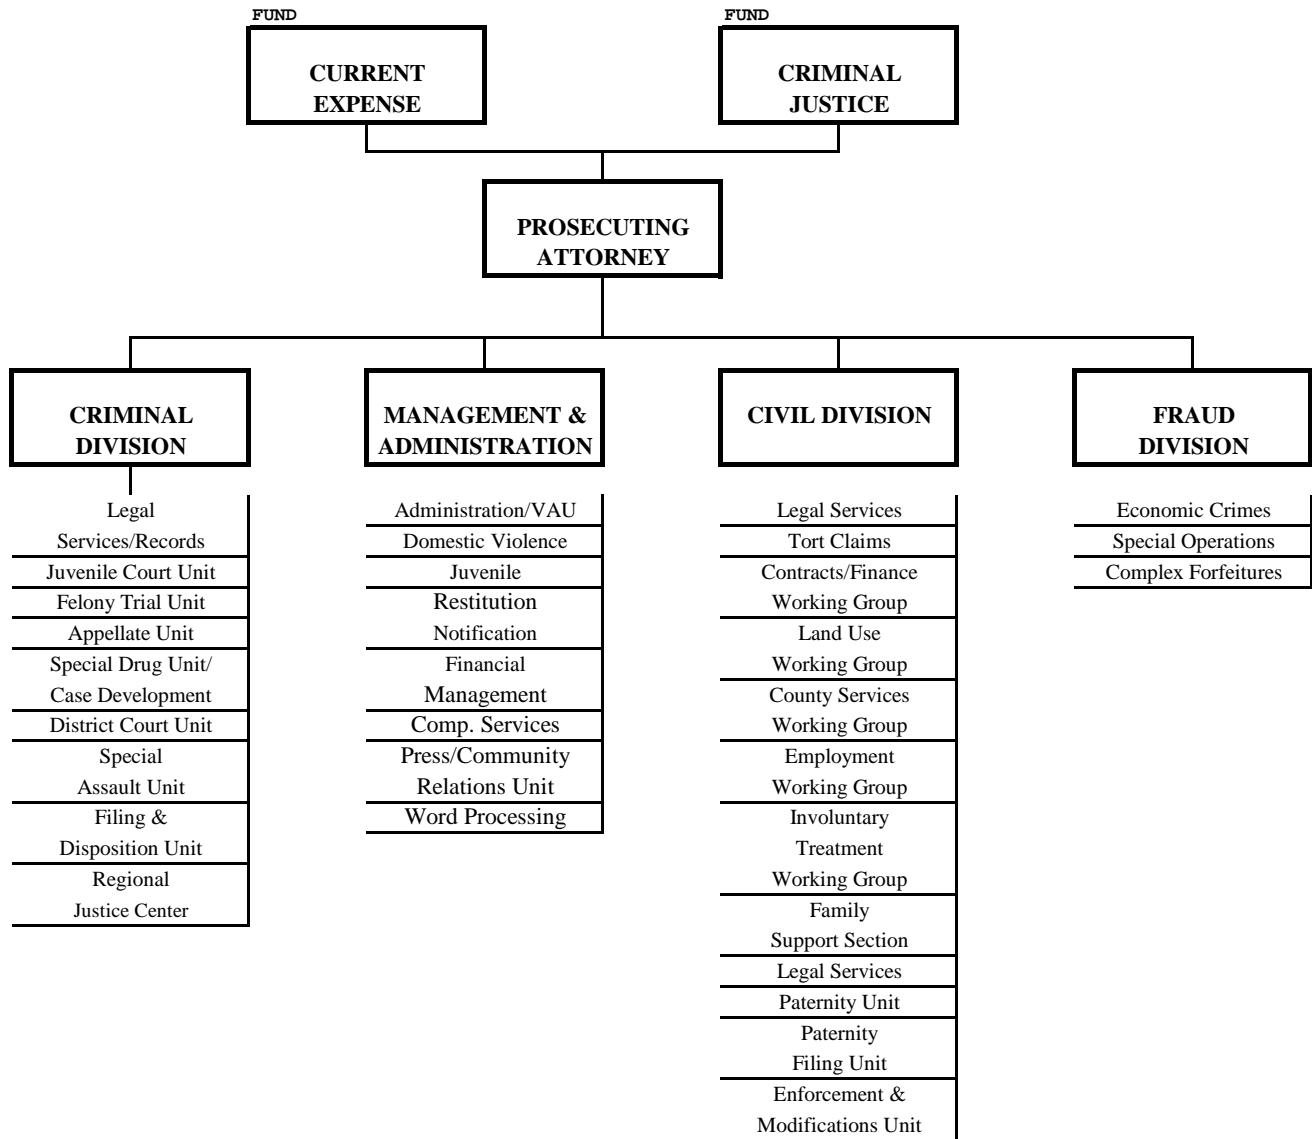 FUND
CURRENT
EXPENSE
FUND
CRIMINAL
JUSTICE
PROSECUTING
ATTORNEY
CRIMINAL
DIVISION
Legal
Services/Records
Juvenile Court Unit
Felony Trial Unit
Appellate Unit
Special Drug Unit/
Case Development
District Court Unit
Special
Assault Unit
Filing &
Disposition Unit
Regional
Justice Center
MANAGEMENT &
ADMINISTRATION
Administration/VAU
Domestic Violence
Juvenile
Restitution
Notification
Financial
Management
Comp. Services
Press/Community
Relations Unit
Word Processing
CIVIL DIVISION
Legal Services
Tort Claims
Contracts/Finance
Working Group
Land Use
Working Group
County Services
Working Group
Employment
Working Group
Involuntary
Treatment
Working Group
Family
Support Section
Legal Services
Paternity Unit
Paternity
Filing Unit
Enforcement &
Modifications Unit
FRAUD
DIVISION
Economic Crimes
Special Operations
Complex Forfeitures